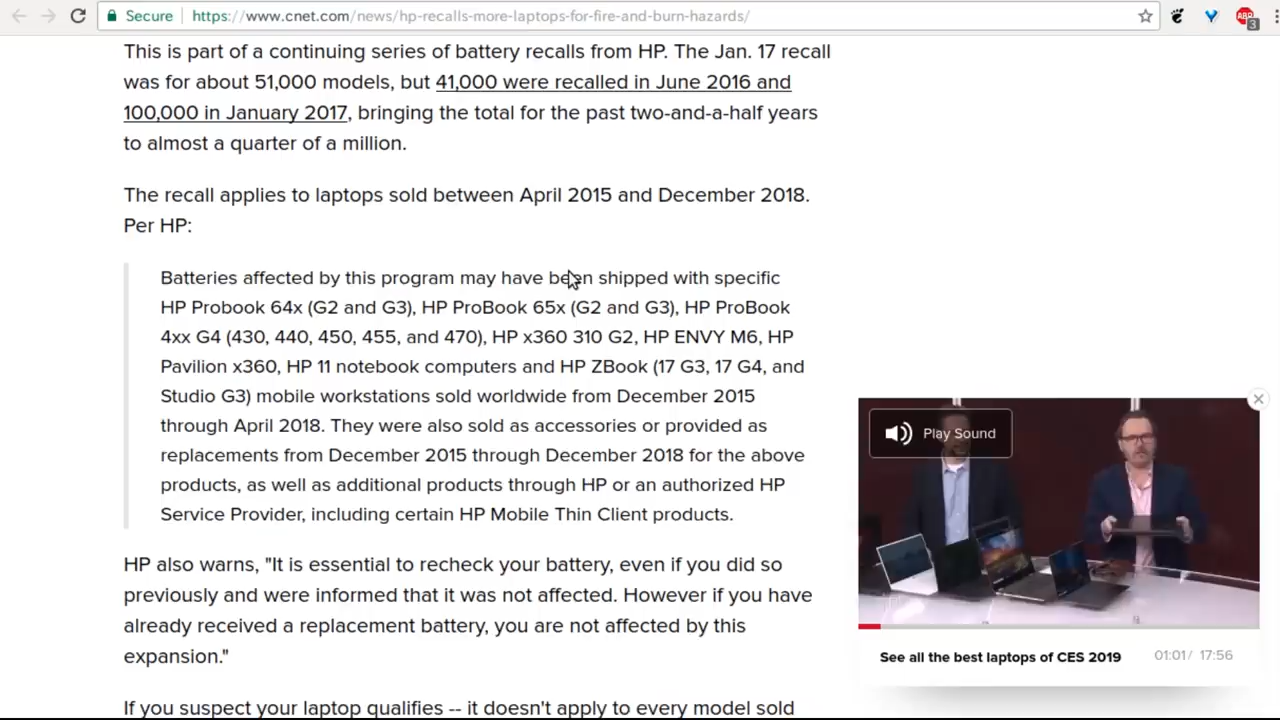 Secure https://www.cnet.com/news/hp-recalls-more-laptops-for-fire-and-burn-hazards/
ABP
3
This is part of a continuing series of battery recalls from HP. The Jan. 17 recall
was for about 51,000 models, but 41,000 were recalled in June 2016 and
100,000 in January 2017, bringing the total for the past two-and-a-half years
to almost a quarter of a million.
The recall applies to laptops sold between April 2015 and December 2018.
Per HP:
Batteries affected by this program may have been shipped with specific
HP Probook 64x (G2 and G3), HP ProBook 65x (G2 and G3), HP ProBook
4xx G4 (430, 440, 450, 455, and 470), HP x360 310 G2, HP ENVY M6, HP
Pavilion x360, HP 11 notebook computers and HP ZBook (17 G3, 17 G4, and
Studio G3) mobile workstations sold worldwide from December 2015
through April 2018. They were also sold as accessories or provided as
replacements from December 2015 through December 2018 for the above
products, as well as additional products through HP or an authorized HP
Service Provider, including certain HP Mobile Thin Client products.
HP also warns, "It is essential to recheck your battery, even if you did so
previously and were informed that it was not affected. However if you have
already received a replacement battery, you are not affected by this
expansion."
If you suspect your laptop qualifies -- it doesn't apply to every model sold
Play Sound
See all the best laptops of CES 2019 01:01/ 17:56